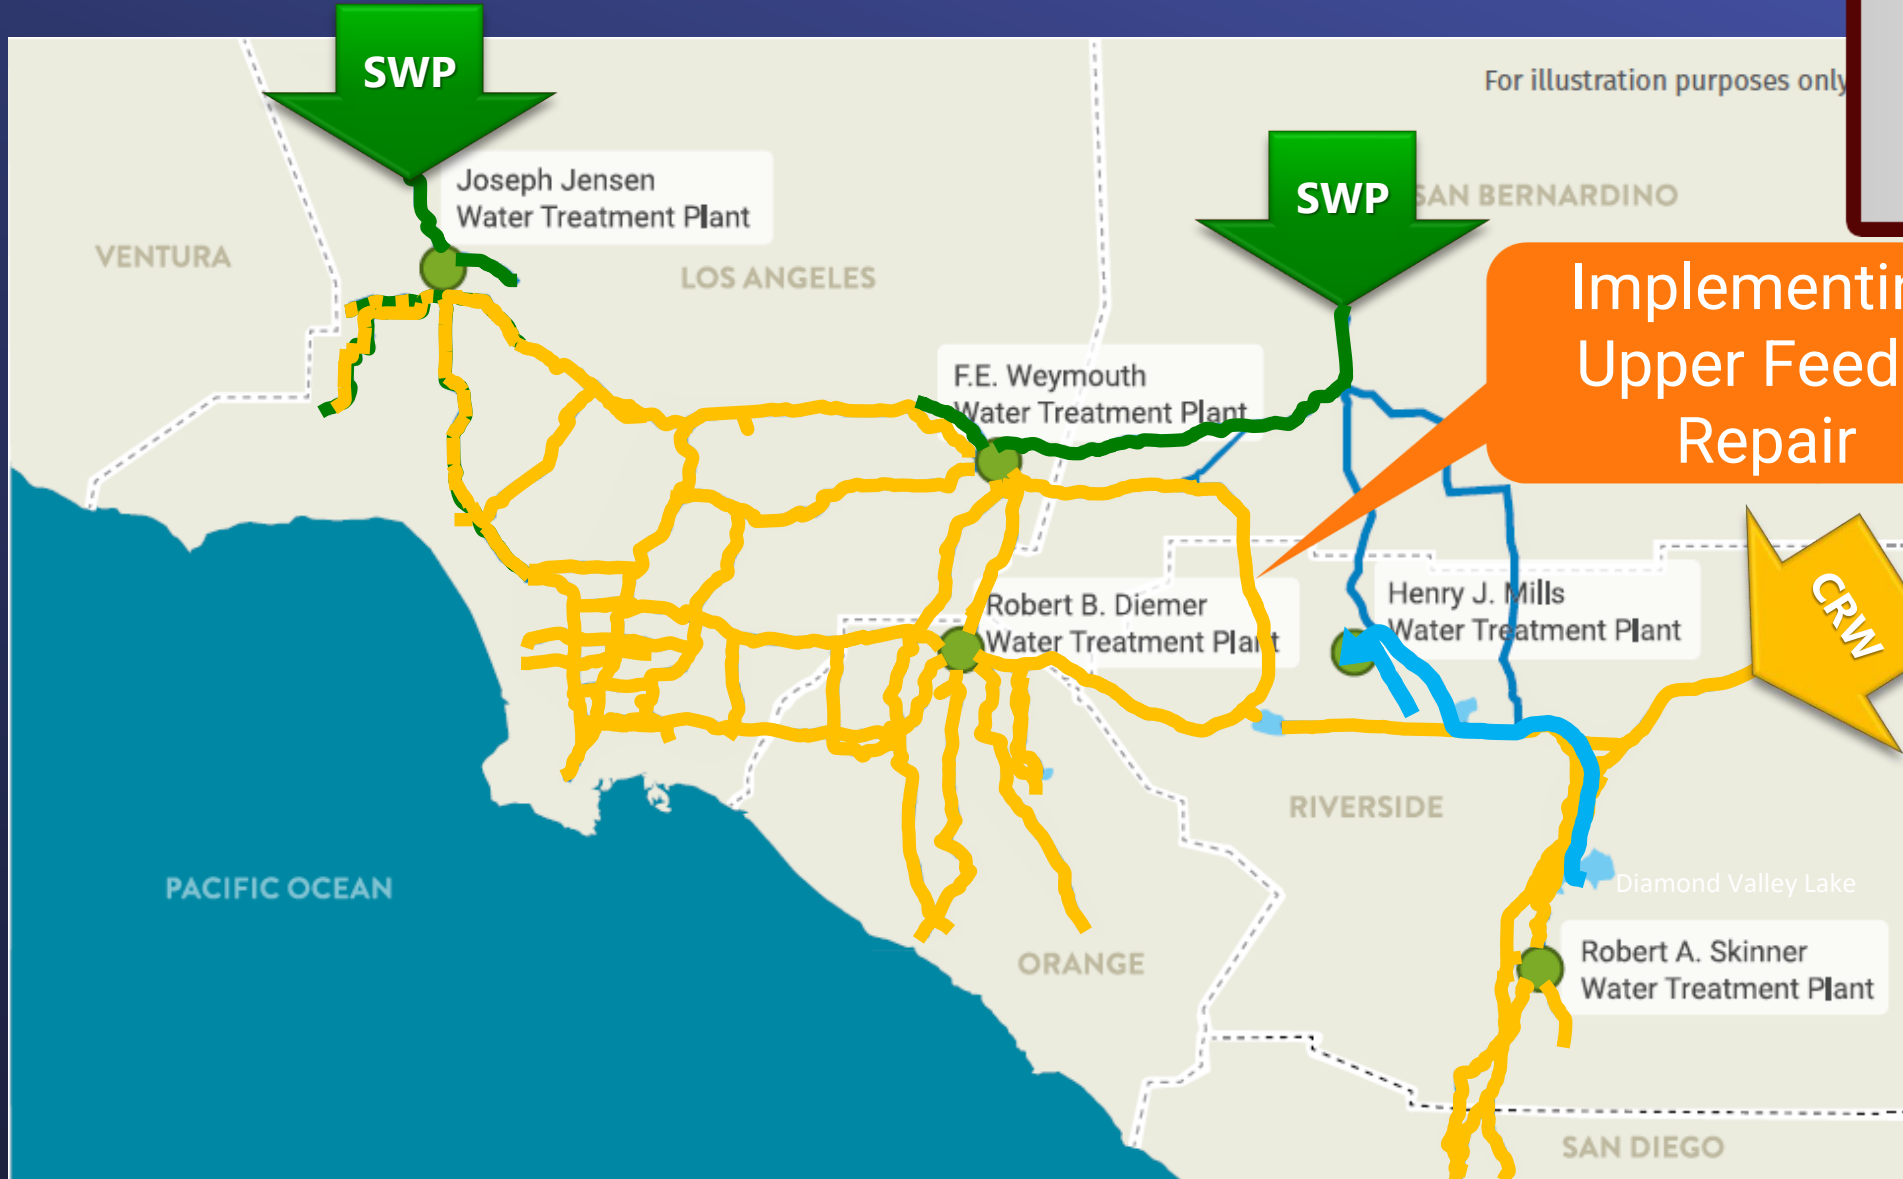 SWP
For illustration purposes only
Joseph Jensen
Water Treatment Plant
SWP
SAN BERNARDINO
VENTURA
LOS ANGELES
Upper Feed
Repair
F.E. Weymouth
Water Treatment Plant
CRW
Henry J. Mills
Water Treatment Plant
Robert B. Diemer
Water Treatment Plant
RIVERSIDE
PACIFIC OCEAN
Diamond Valley Lake
ORANGE
Robert A. Skinner
Water Treatment Plant
SAN DIEGO